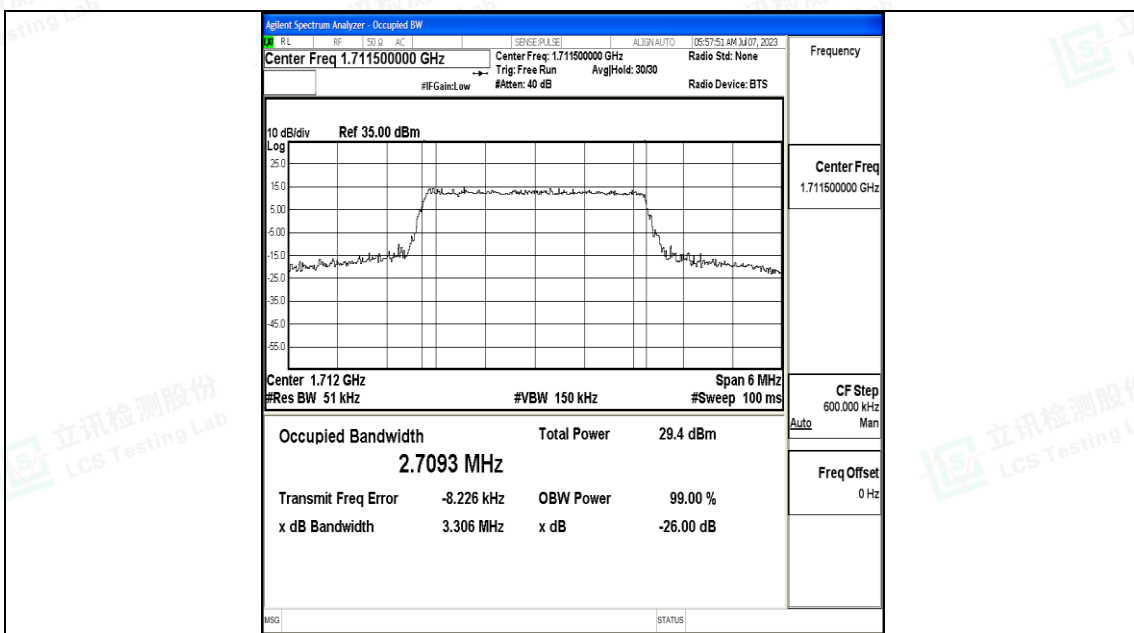 Agilent Spectrum Analyzer - Occupied BW
RL RF 50 Ω AC SENSE:PULSE ALIGN AUTO 05:57:51 AM Jul 07, 2023
Center Freq 1.711500000 GHz
Center Freq: 1.711500000 GHz Radio Std: None
Trig: Free Run Avg|Hold: 30/30
#IFGain:Low #Atten: 40 dB Radio Device: BTS
10 dB/div Ref 35.00 dBm
Log
25.0
15.0
5.00
-5.00
-15.0
-25.0
-35.0
-45.0
-55.0
Center 1.712 GHz Span 6 MHz
#Res BW 51 kHz #VBW 150 kHz #Sweep 100 ms
Occupied Bandwidth Total Power 29.4 dBm
2.7093 MHz
Transmit Freq Error -8.226 kHz OBW Power 99.00 %
x dB Bandwidth 3.306 MHz x dB -26.00 dB
MSG STATUS
Frequency
Center Freq
1.711500000 GHz
CF Step
600.000 kHz
Auto Man
Freq Offset
0 Hz
立讯检测股份
LCS Testing Lab
立讯检测股份
LCS Testing L
sting Lab